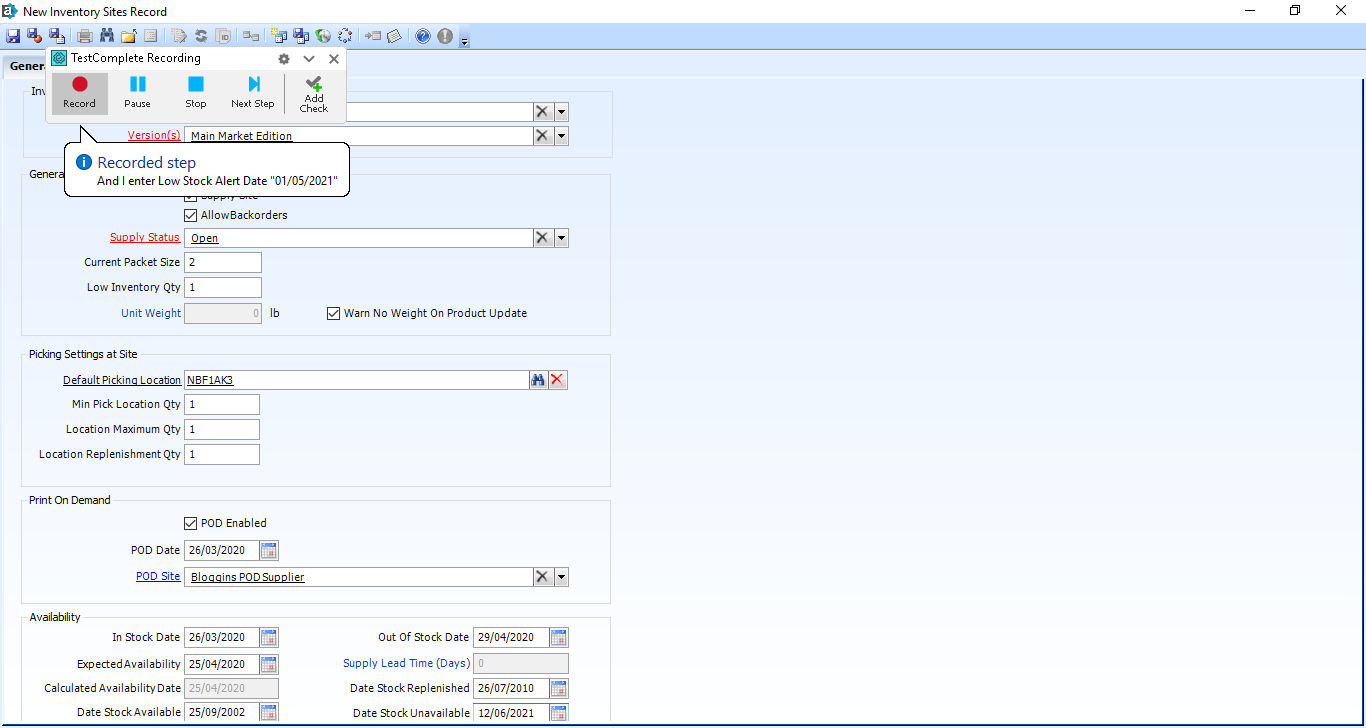 New Inventory Sites Record
TestComplete Recording
Genera
Record
Pause
Stop
Next Step
Add
Check
Inv
Version(s) Main Market Edition
Recorded step
And I enter Low Stock Alert Date "01/05/2021"
Genera
Supply Site
Allow Backorders
Supply Status Open
Current Packet Size 2
Low Inventory Qty 1
Unit Weight 0 lb Warn No Weight On Product Update
Picking Settings at Site
Default Picking Location NBF1AK3
Min Pick Location Qty 1
Location Maximum Qty 1
Location Replenishment Qty 1
Print On Demand
POD Enabled
POD Date 26/03/2020
POD Site Bloggins POD Supplier
Availability
In Stock Date 26/03/2020 Out Of Stock Date 29/04/2020
Expected Availability 25/04/2020 Supply Lead Time (Days) 0
Calculated Availability Date 25/04/2020 Date Stock Replenished 26/07/2010
Date Stock Available 25/09/2002 Date Stock Unavailable 12/06/2021